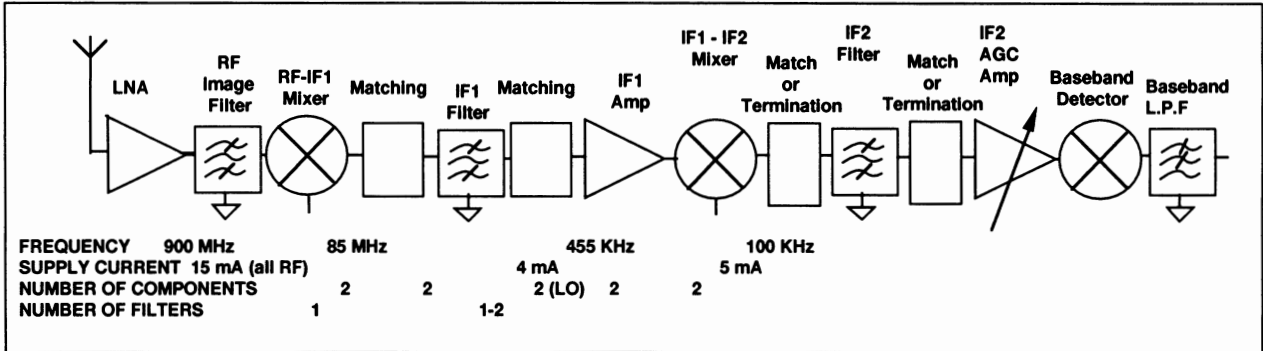 LNA
RF
Image
Filter
RF-IF1
Mixer
Matching
IF1
Filter
Matching
IF1
Amp
IF1 - IF2
Mixer
Match
or
Termination
IF2
Filter
Match
or
Termination
IF2
AGC
Amp
Baseband
Detector
Baseband
L.P.F
FREQUENCY 900 MHz 85 MHz 455 KHz 100 KHz
SUPPLY CURRENT 15 mA (all RF) 4 mA 5 mA
NUMBER OF COMPONENTS 2 2 2 (LO) 2 2
NUMBER OF FILTERS 1 1-2